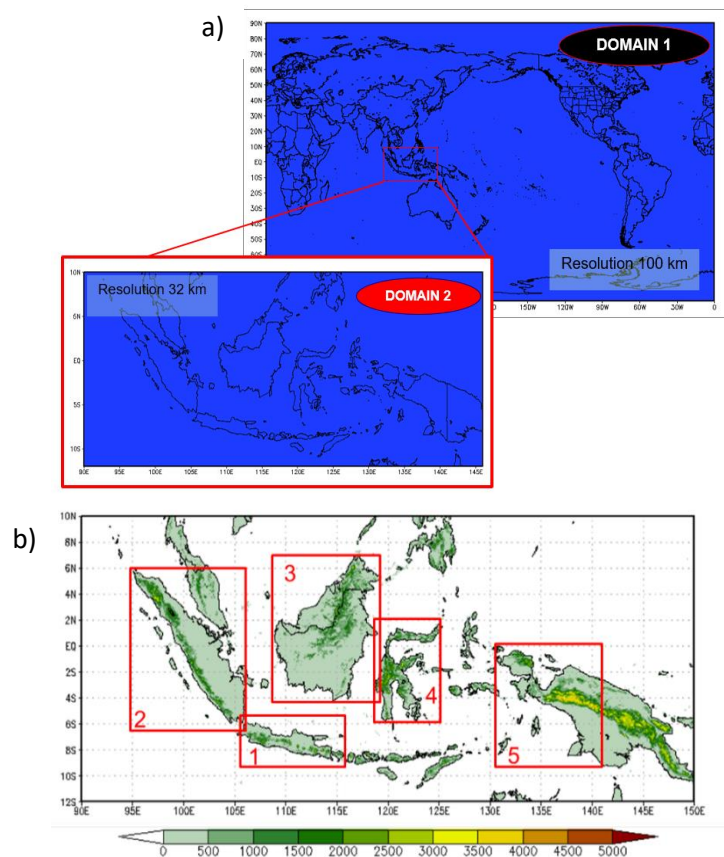 a)
DOMAIN 1
90N
80N
70N
60N
50N
40N
30N
20N
10N
EQ
10S
20S
30S
40S
50S
60S
Resolution 100 km
150W 120W 90W 60W 30W 0
Resolution 32 km
DOMAIN 2
10N
5N
EQ
5S
10S
90E 95E 100E 105E 110E 115E 120E 125E 130E 135E 140E 145E
b)
10N
8N
6N
4N
2N
EQ
2S
4S
6S
8S
10S
12S
1
2
3
4
5
90E 95E 100E 105E 110E 115E 120E 125E 130E 135E 140E 145E 150E
0 500 1000 1500 2000 2500 3000 3500 4000 4500 5000